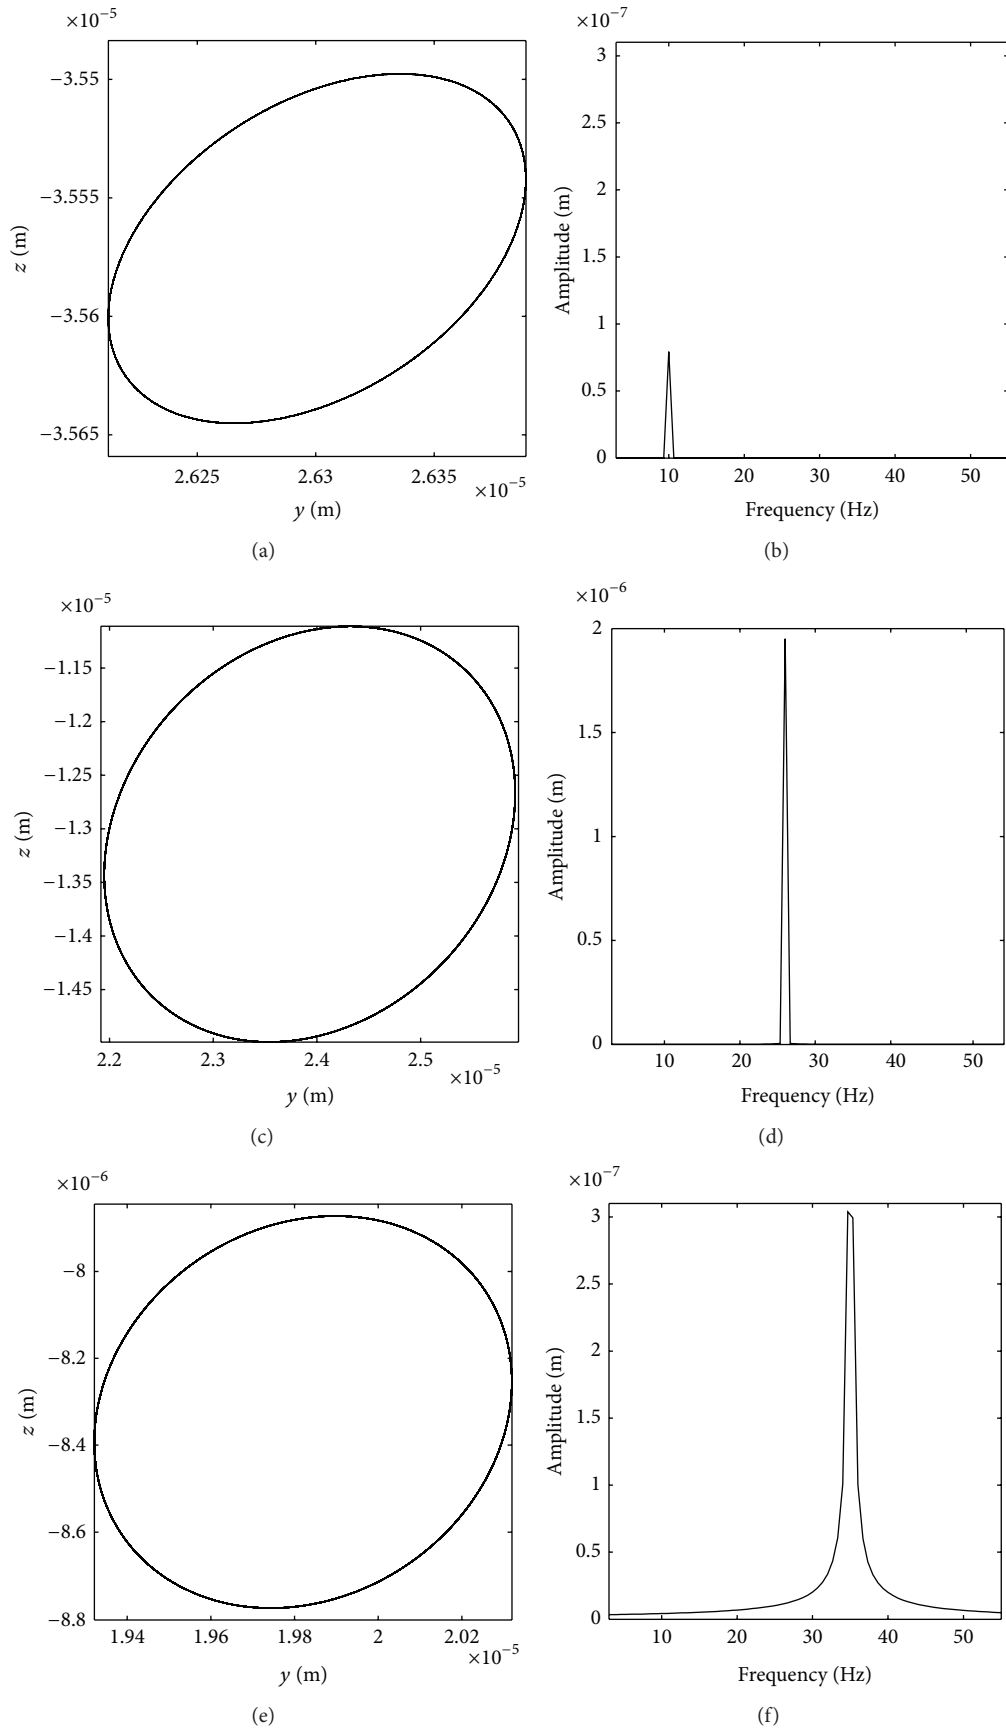 ×10⁻⁵
−3.55
−3.555
−3.56
−3.565
z (m)
2.625 2.63 2.635
×10⁻⁵
y (m)
(a)
×10⁻⁷
3
2.5
2
1.5
1
0.5
0
Amplitude (m)
10 20 30 40 50
Frequency (Hz)
(b)
×10⁻⁵
−1.15
−1.2
−1.25
−1.3
−1.35
−1.4
−1.45
z (m)
2.2 2.3 2.4 2.5
×10⁻⁵
y (m)
(c)
×10⁻⁶
2
1.5
1
0.5
0
Amplitude (m)
10 20 30 40 50
Frequency (Hz)
(d)
×10⁻⁶
−8
−8.2
−8.4
−8.6
−8.8
z (m)
1.94 1.96 1.98 2 2.02
×10⁻⁵
y (m)
(e)
×10⁻⁷
3
2.5
2
1.5
1
0.5
0
Amplitude (m)
10 20 30 40 50
Frequency (Hz)
(f)